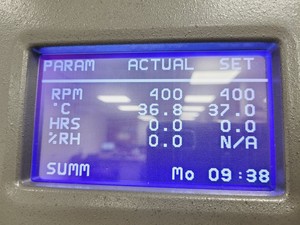 PARAM ACTUAL SET
RPM 400 400
°C 36.8 37.0
HRS 0.0 0.0
%RH 0.0 N/A
SUMM Mo 09:38